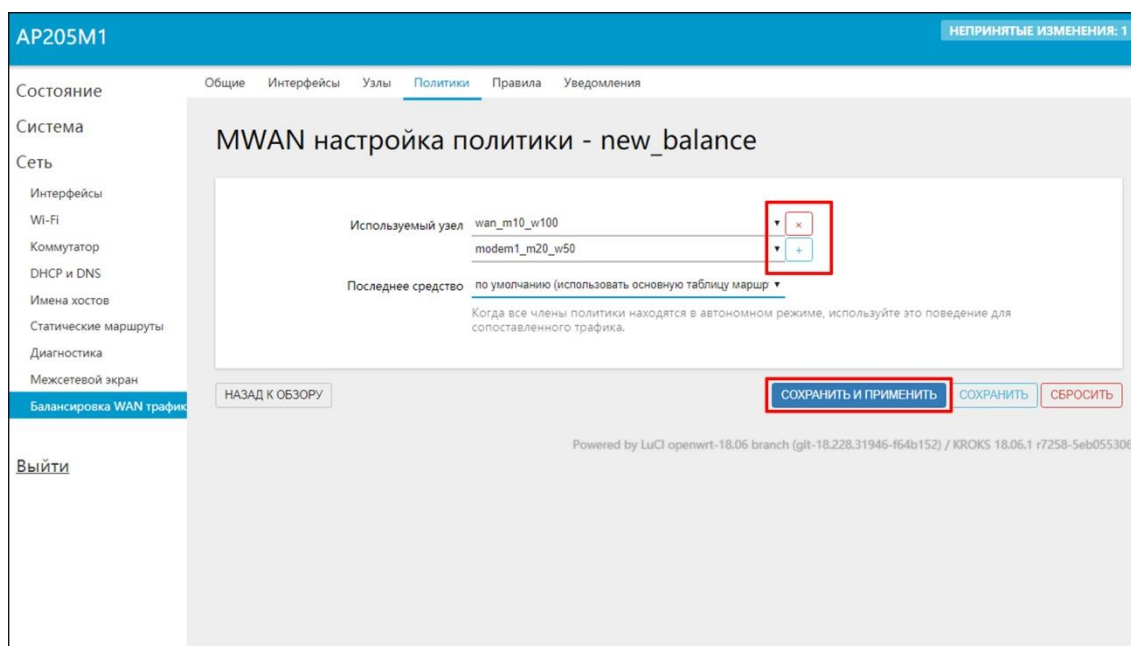 AP205M1
НЕПРИНЯТЫЕ ИЗМЕНЕНИЯ: 1
Состояние
Система
Сеть
Интерфейсы
Wi-Fi
Коммутатор
DHCP и DNS
Имена хостов
Статические маршруты
Диагностика
Межсетевой экран
Балансировка WAN трафик
Выйти
Общие Интерфейсы Узлы Политики Правила Уведомления
MWAN настройка политики - new_balance
Используемый узел wan_m10_w100 ▾ ×
modem1_m20_w50 ▾ +
Последнее средство по умолчанию (использовать основную таблицу маршр ▾
Когда все члены политики находятся в автономном режиме, используйте это поведение для
сопоставленного трафика.
НАЗАД К ОБЗОРУ СОХРАНИТЬ И ПРИМЕНИТЬ СОХРАНИТЬ СБРОСИТЬ
Powered by LuCI openwrt-18.06 branch (git-18.228.31946-f64b152) / KROKS 18.06.1 r7258-5eb055306